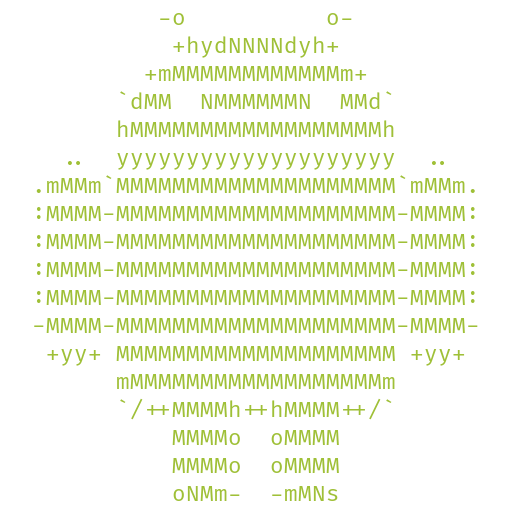 -o          o-
          +hydNNNNdyh+
        +mMMMMMMMMMMMMm+
      `dMM  NMMMMMMN  MMd`
      hMMMMMMMMMMMMMMMMMMh
  ..  yyyyyyyyyyyyyyyyyyyy  ..
.mMMm`MMMMMMMMMMMMMMMMMMMM`mMMm.
:MMMM-MMMMMMMMMMMMMMMMMMMM-MMMM:
:MMMM-MMMMMMMMMMMMMMMMMMMM-MMMM:
:MMMM-MMMMMMMMMMMMMMMMMMMM-MMMM:
:MMMM-MMMMMMMMMMMMMMMMMMMM-MMMM:
-MMMM-MMMMMMMMMMMMMMMMMMMM-MMMM-
 +yy+ MMMMMMMMMMMMMMMMMMMM +yy+
      mMMMMMMMMMMMMMMMMMMm
      `/++MMMMh++hMMMM++/`
          MMMMo  oMMMM
          MMMMo  oMMMM
          oNMm-  -mMNs